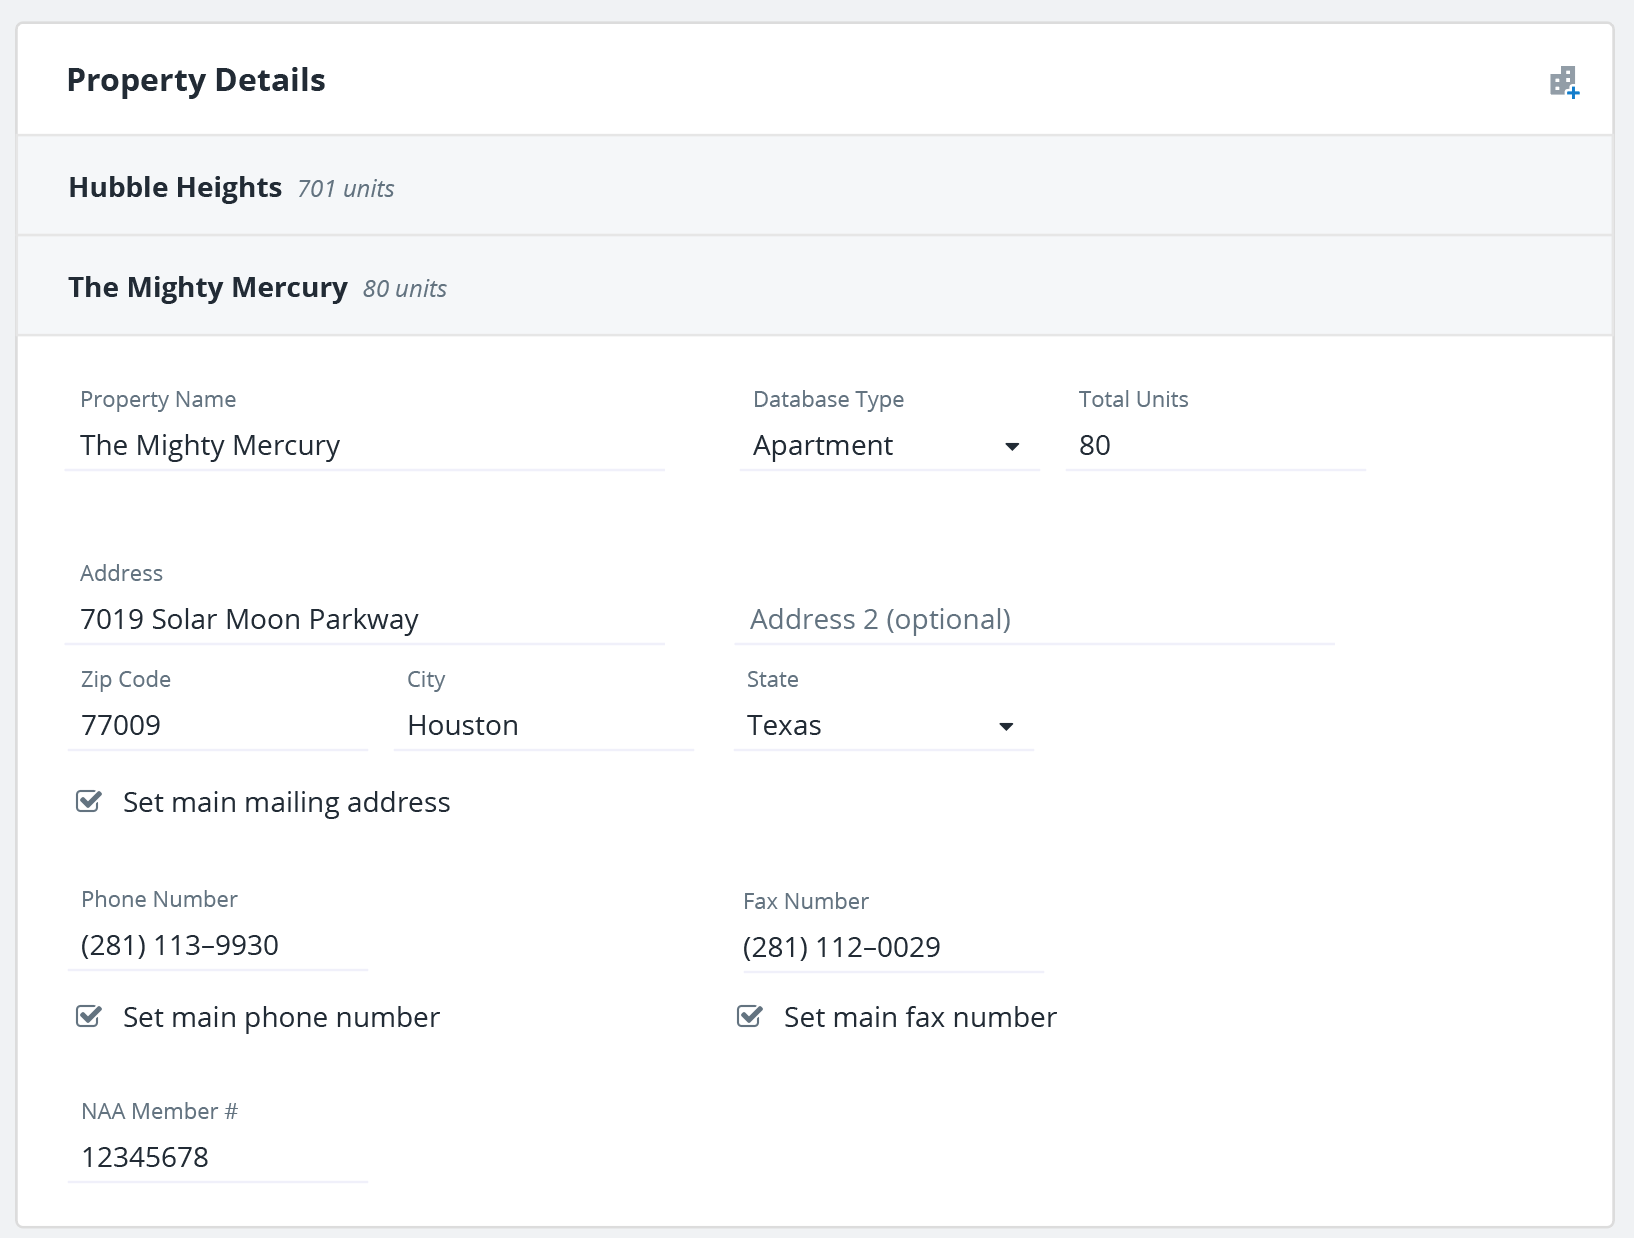 Property Details
Hubble Heights 701 units
The Mighty Mercury 80 units
Property Name Database Type Total Units
The Mighty Mercury Apartment 80
Address
7019 Solar Moon Parkway Address 2 (optional)
Zip Code City State
77009 Houston Texas
Set main mailing address
Phone Number Fax Number
(281) 113–9930 (281) 112–0029
Set main phone number Set main fax number
NAA Member #
12345678